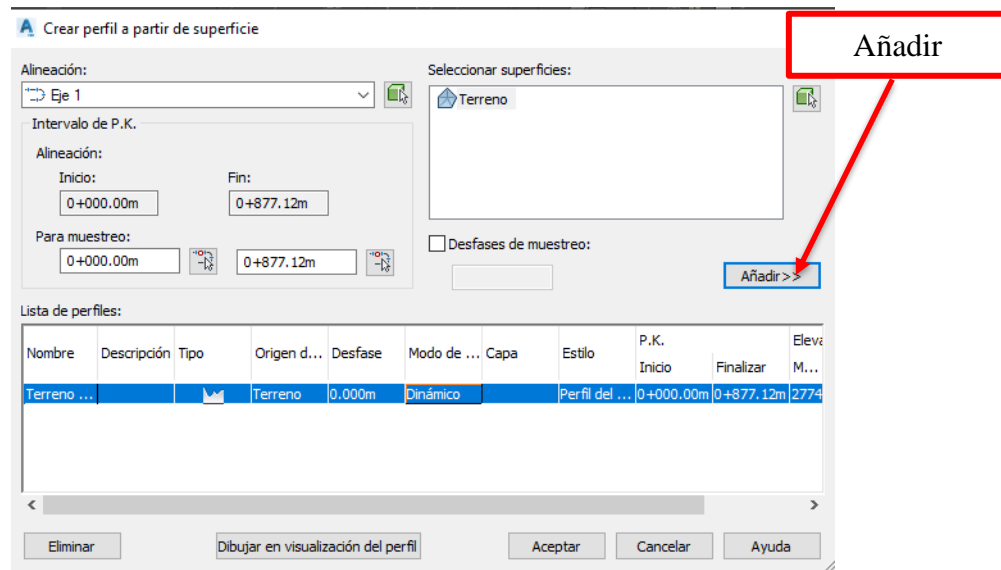 Crear perfil a partir de superficie
Añadir
Alineación:
Eje 1
Seleccionar superficies:
Terreno
Intervalo de P.K.
Alineación:
Inicio: Fin:
0+000.00m 0+877.12m
Para muestreo:
0+000.00m 0+877.12m
Desfases de muestreo:
Añadir>>
Lista de perfiles:
Nombre Descripción Tipo Origen d... Desfase Modo de ... Capa Estilo P.K. Inicio Finalizar Eleva M...
Terreno ... Terreno 0.000m Dinámico Perfil del ... 0+000.00m 0+877.12m 2774
Eliminar Dibujar en visualización del perfil Aceptar Cancelar Ayuda